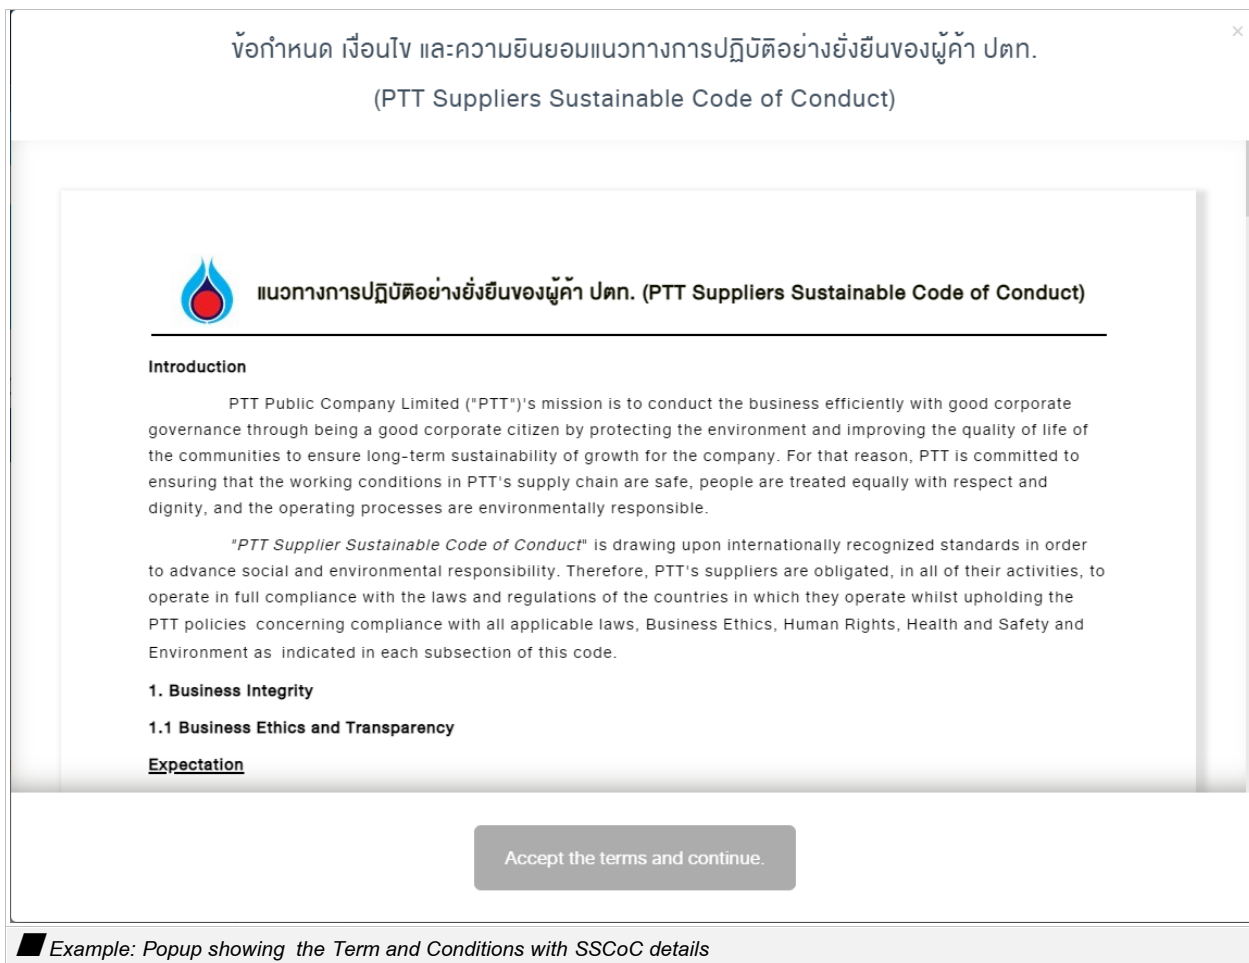 ข้อกำหนด เงื่อนไข และความยินยอมแนวทางการปฏิบัติอย่างยั่งยืนของผู้ค้า ปตท.
×
(PTT Suppliers Sustainable Code of Conduct)
แนวทางการปฏิบัติอย่างยั่งยืนของผู้ค้า ปตท. (PTT Suppliers Sustainable Code of Conduct)
Introduction
PTT Public Company Limited ("PTT")'s mission is to conduct the business efficiently with good corporate
governance through being a good corporate citizen by protecting the environment and improving the quality of life of
the communities to ensure long-term sustainability of growth for the company. For that reason, PTT is committed to
ensuring that the working conditions in PTT's supply chain are safe, people are treated equally with respect and
dignity, and the operating processes are environmentally responsible.
"PTT Supplier Sustainable Code of Conduct" is drawing upon internationally recognized standards in order
to advance social and environmental responsibility. Therefore, PTT's suppliers are obligated, in all of their activities, to
operate in full compliance with the laws and regulations of the countries in which they operate whilst upholding the
PTT policies concerning compliance with all applicable laws, Business Ethics, Human Rights, Health and Safety and
Environment as indicated in each subsection of this code.
1. Business Integrity
1.1 Business Ethics and Transparency
Expectation
Accept the terms and continue.
Example: Popup showing the Term and Conditions with SSCoC details